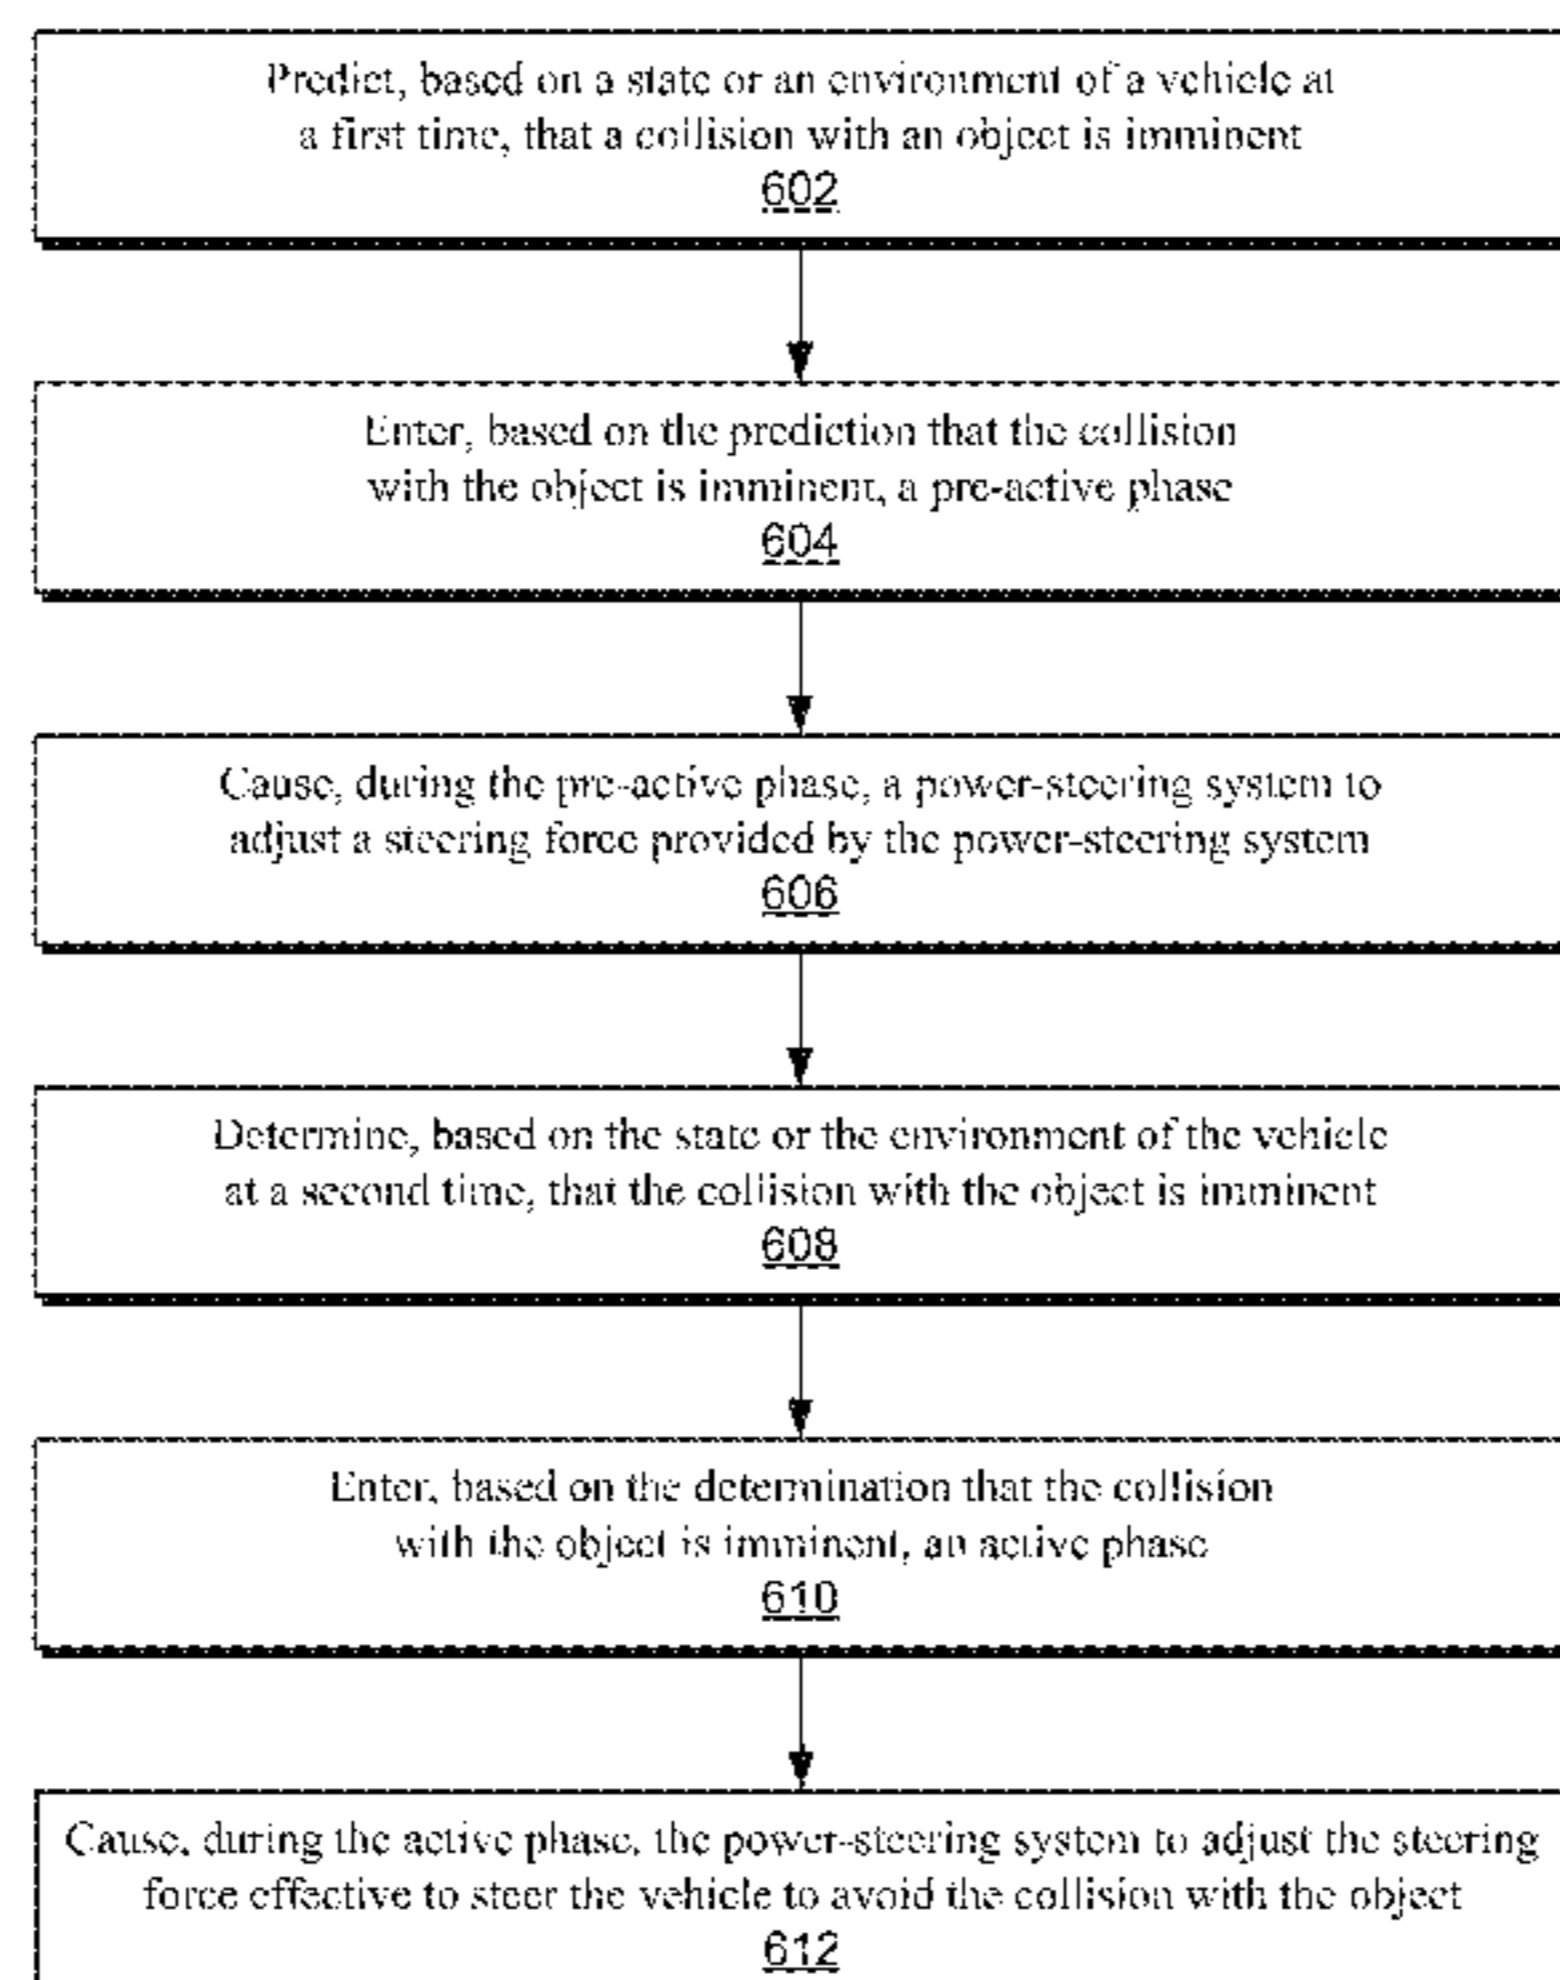 Predict, based on a state or an environment of a vehicle at
a first time, that a collision with an object is imminent
602
Enter, based on the prediction that the collision
with the object is imminent, a pre-active phase
604
Cause, during the pre-active phase, a power-steering system to
adjust a steering force provided by the power-steering system
606
Determine, based on the state or the environment of the vehicle
at a second time, that the collision with the object is imminent
608
Enter, based on the determination that the collision
with the object is imminent, an active phase
610
Cause, during the active phase, the power-steering system to adjust the steering
force effective to steer the vehicle to avoid the collision with the object
612